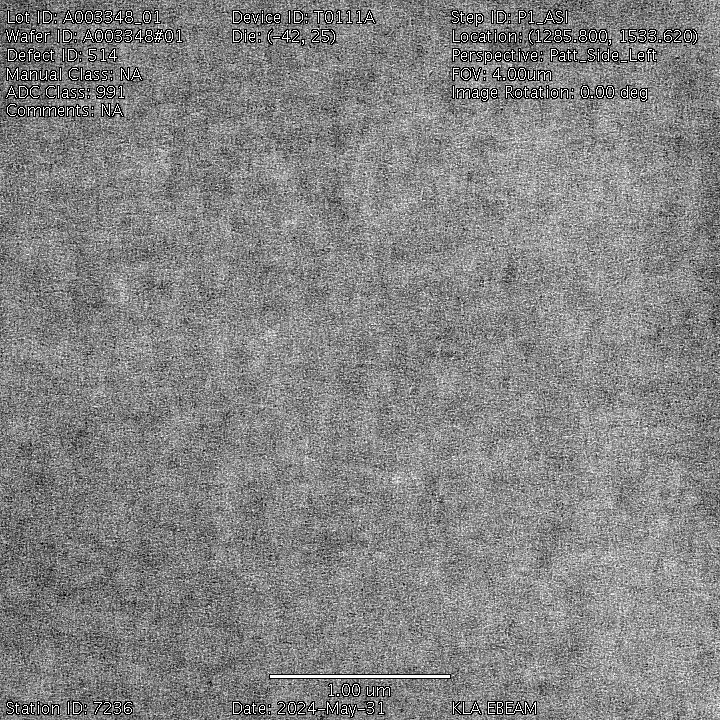 Lot ID: A003348_01 Device ID: T0111A Step ID: P1_ASI
Wafer ID: A003348#01 Die: (-42, 25) Location: (1285.800, 1533.620)
Defect ID: 514 Perspective: Patt_Side_Left
Manual Class: NA FOV: 4.00um
ADC Class: 991 Image Rotation: 0.00 deg
Comments: NA
1.00 um
Station ID: 7236 Date: 2024-May-31 KLA EBEAM